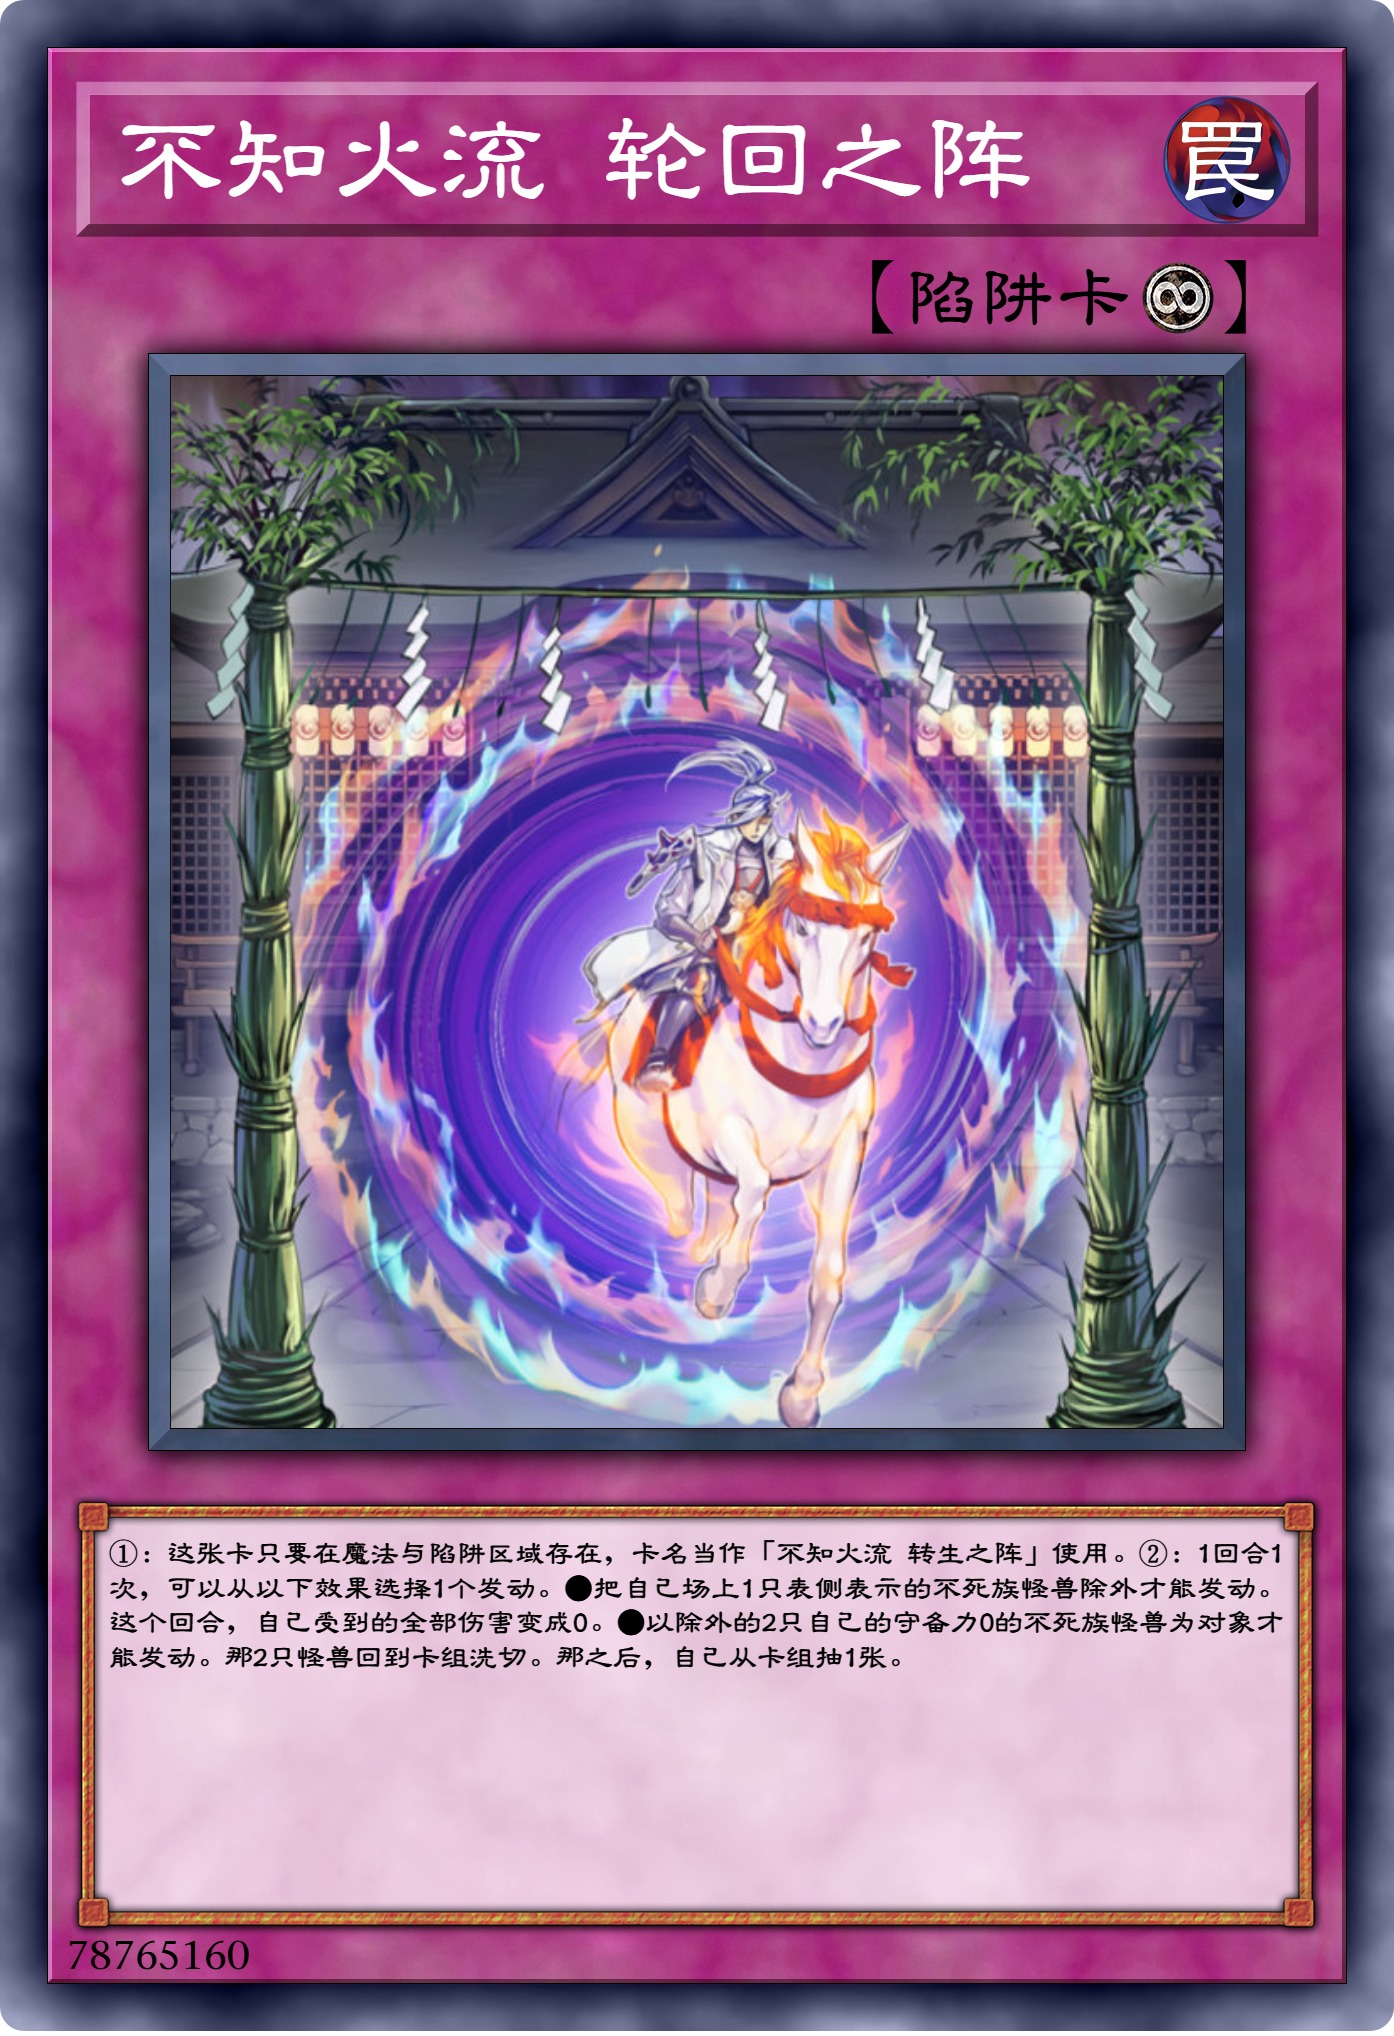 不知火流 轮回之阵
罠
【陷阱卡】
①：这张卡只要在魔法与陷阱区域存在，卡名当作「不知火流 转生之阵」使用。②：1回合1
次，可以从以下效果选择1个发动。●把自己场上1只表侧表示的不死族怪兽除外才能发动。
这个回合，自己受到的全部伤害变成0。●以除外的2只自己的守备力0的不死族怪兽为对象才
能发动。那2只怪兽回到卡组洗切。那之后，自己从卡组抽1张。
78765160